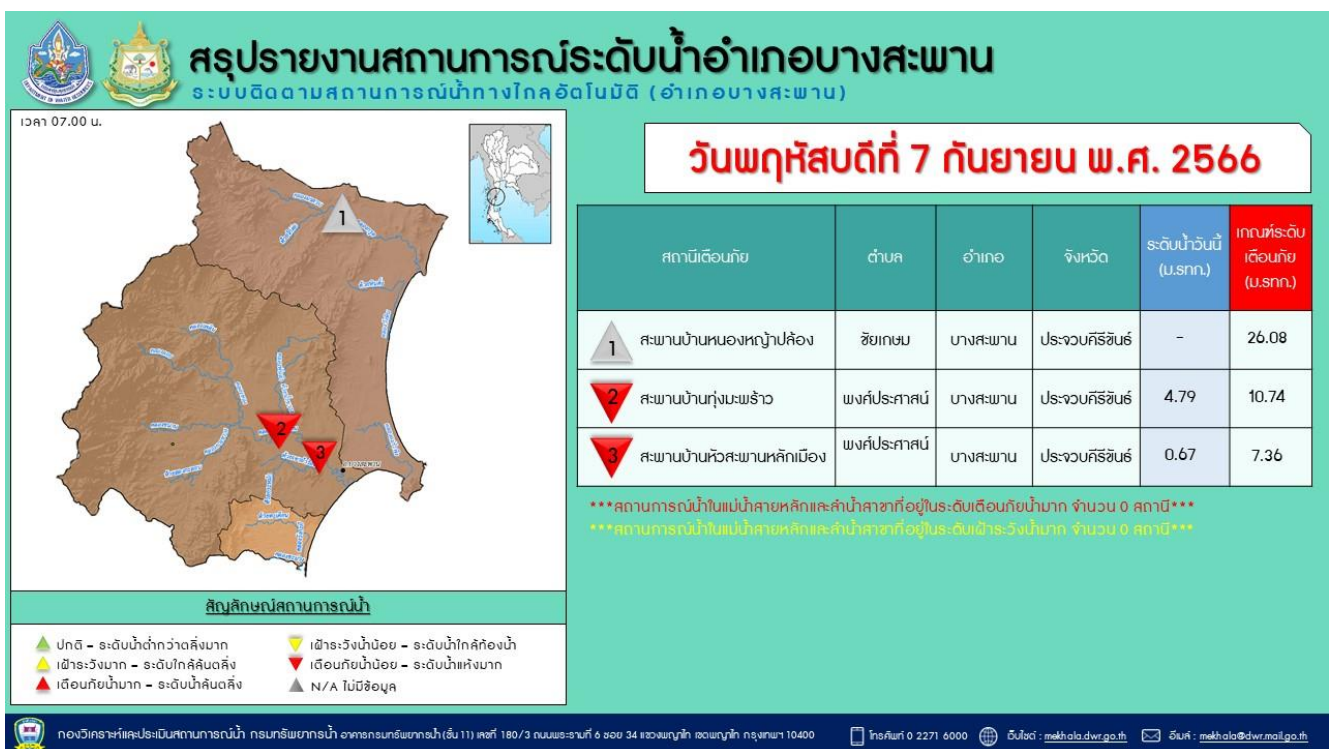 สรุปรายงานสถานการณ์ระดับน้ำอำเภอบางสะพาน
ระบบติดตามสถานการณ์น้ำทางไกลอัตโนมัติ (อำเภอบางสะพาน)
เวลา 07.00 น.
1
2
3
วันพฤหัสบดีที่ 7 กันยายน พ.ศ. 2566
สถานีเตือนภัย ตำบล อำเภอ จังหวัด ระดับน้ำวันนี้ (ม.รทก.) เกณฑ์ระดับเตือนภัย (ม.รทก.)
1 สะพานบ้านหนองหญ้าปล้อง ชัยเกษม บางสะพาน ประจวบคีรีขันธ์ - 26.08
2 สะพานบ้านทุ่งมะพร้าว พงศ์ประศาสน์ บางสะพาน ประจวบคีรีขันธ์ 4.79 10.74
3 สะพานบ้านหัวสะพานหลักเมือง พงศ์ประศาสน์ บางสะพาน ประจวบคีรีขันธ์ 0.67 7.36
***สถานการณ์น้ำในแม่น้ำสายหลักและลำน้ำสาขาที่อยู่ในระดับเตือนภัยน้ำมาก จำนวน 0 สถานี***
***สถานการณ์น้ำในแม่น้ำสายหลักและลำน้ำสาขาที่อยู่ในระดับเฝ้าระวังน้ำมาก จำนวน 0 สถานี***
สัญลักษณ์สถานการณ์น้ำ
ปกติ - ระดับน้ำต่ำกว่าตลิ่งมาก
เฝ้าระวังมาก - ระดับใกล้ล้นตลิ่ง
เตือนภัยน้ำมาก - ระดับน้ำล้นตลิ่ง
เฝ้าระวังน้ำน้อย - ระดับน้ำใกล้ท้องน้ำ
เตือนภัยน้ำน้อย - ระดับน้ำแห้งมาก
N/A ไม่มีข้อมูล
กองวิเคราะห์และประเมินสถานการณ์น้ำ กรมทรัพยากรน้ำ อาคารกรมทรัพยากรน้ำ (ชั้น 11) เลขที่ 180/3 ถนนพระรามที่ 6 ซอย 34 แขวงพญาไท เขตพญาไท กรุงเทพฯ 10400
โทรศัพท์ 0 2271 6000
เว็บไซต์ : mekhala.dwr.go.th
อีเมล์ : mekhala@dwr.mail.go.th